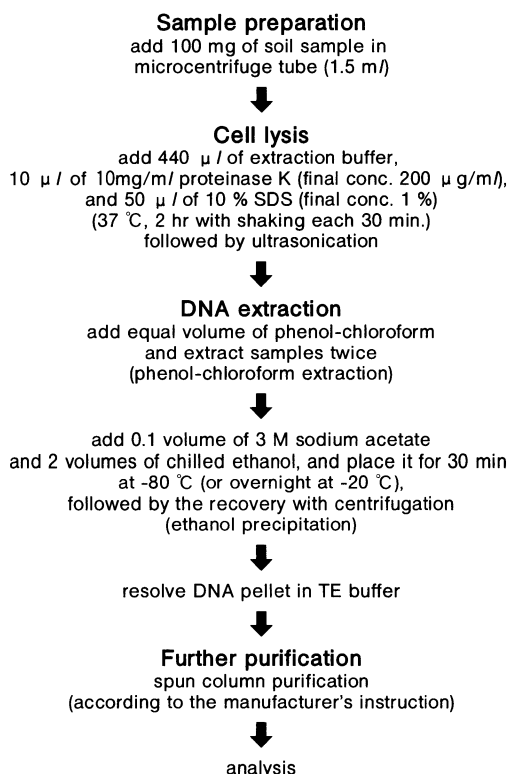 Sample preparation
add 100 mg of soil sample in
microcentrifuge tube (1.5 ml)
Cell lysis
add 440 μl of extraction buffer,
10 μl of 10mg/ml proteinase K (final conc. 200 μg/ml),
and 50 μl of 10 % SDS (final conc. 1 %)
(37 ℃, 2 hr with shaking each 30 min.)
followed by ultrasonication
DNA extraction
add equal volume of phenol-chloroform
and extract samples twice
(phenol-chloroform extraction)
add 0.1 volume of 3 M sodium acetate
and 2 volumes of chilled ethanol, and place it for 30 min
at -80 ℃ (or overnight at -20 ℃),
followed by the recovery with centrifugation
(ethanol precipitation)
resolve DNA pellet in TE buffer
Further purification
spun column purification
(according to the manufacturer's instruction)
analysis